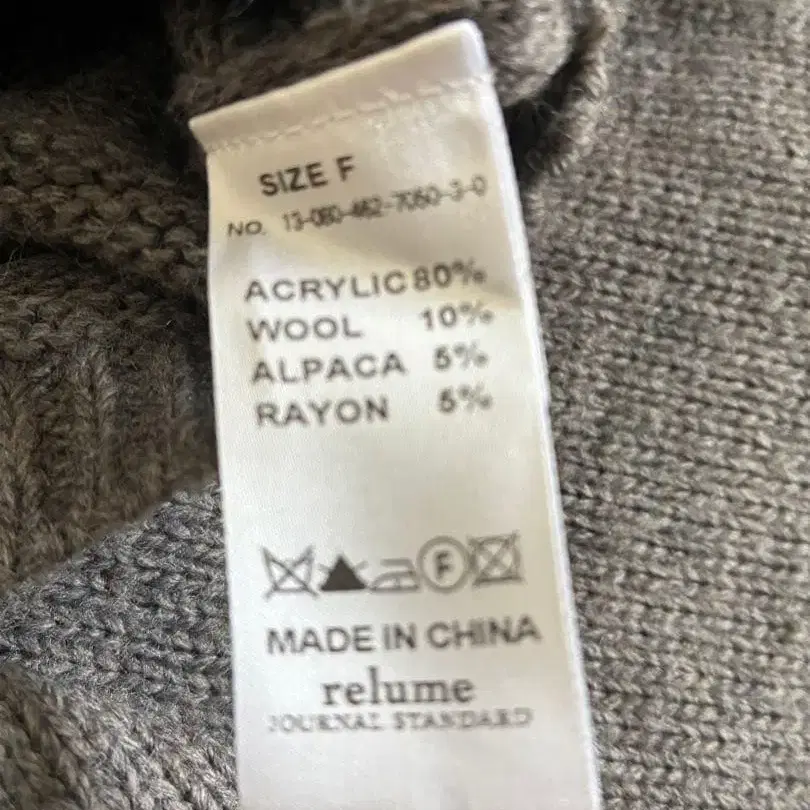 SIZE F
NO. 13-080-462-7060-3-0
ACRYLIC 80%
WOOL 10%
ALPACA 5%
RAYON 5%
F
MADE IN CHINA
relume
JOURNAL STANDARD